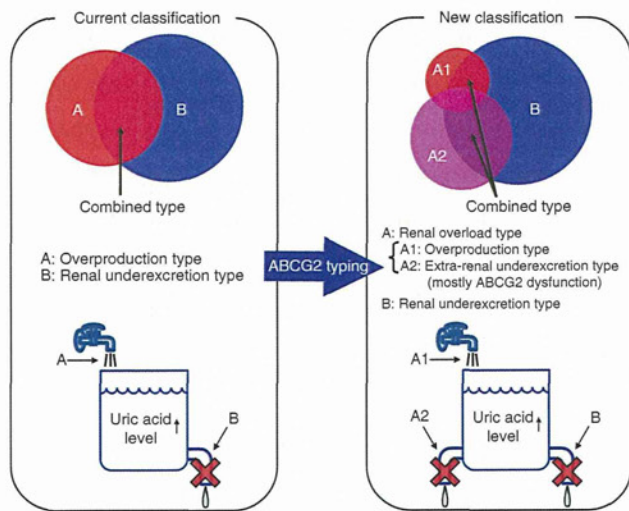 Current classification
A
B
Combined type
A: Overproduction type
B: Renal underexcretion type
A
Uric acid
level ↑
B
ABCG2 typing
New classification
A1
A2
B
Combined type
A: Renal overload type
A1: Overproduction type
A2: Extra-renal underexcretion type
(mostly ABCG2 dysfunction)
B: Renal underexcretion type
A1
A2
Uric acid
level ↑
B